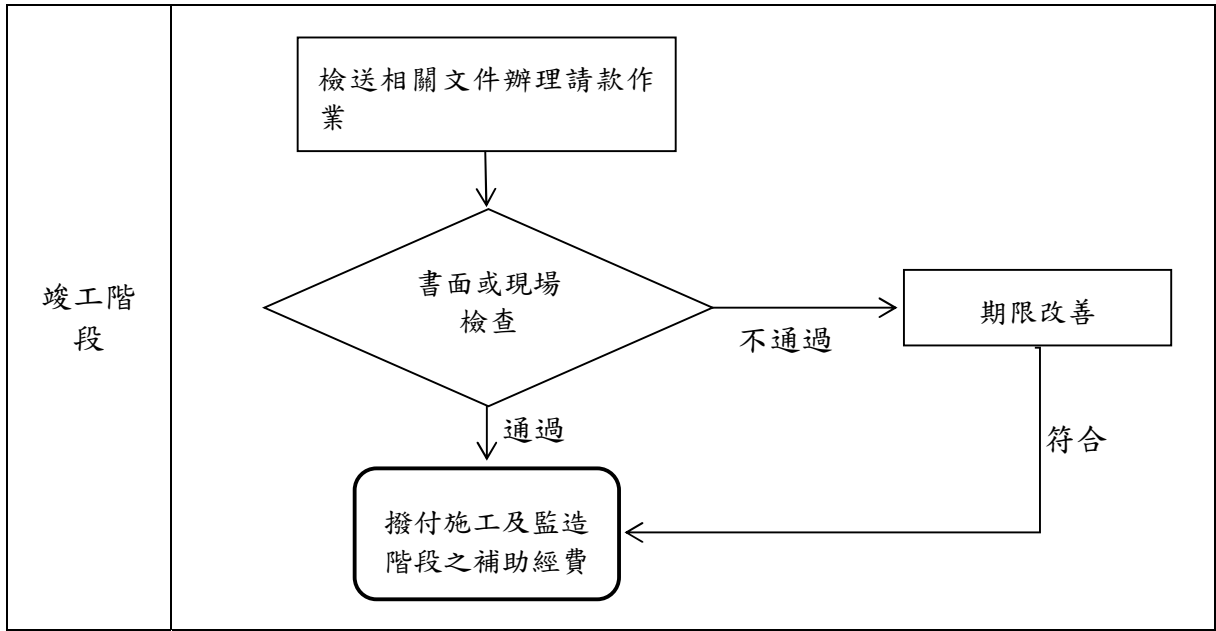 竣工階
段
檢送相關文件辦理請款作
業
書面或現場
檢查
不通過
期限改善
通過
符合
撥付施工及監造
階段之補助經費